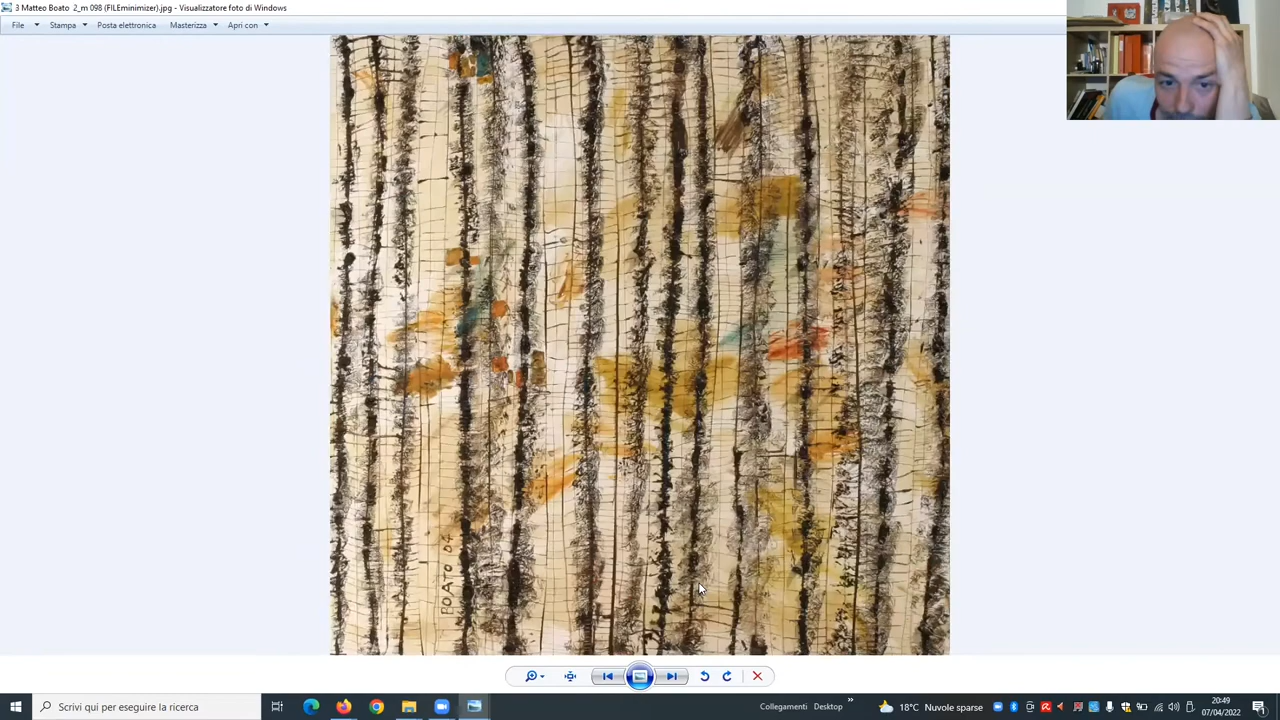 3 Matteo Boato 2_m 098 (FILEminimizer).jpg - Visualizzatore foto di Windows
File Stampa Posta elettronica Masterizza Apri con
BOATO 04
Scrivi qui per eseguire la ricerca
Collegamenti Desktop
18°C Nuvole sparse
20:49
07/04/2022